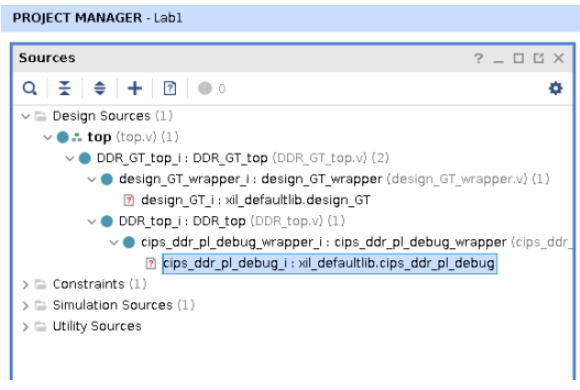 PROJECT MANAGER - Lab1
Sources
? _
0
Design Sources (1)
top (top.v) (1)
DDR_GT_top_i : DDR_GT_top (DDR_GT_top.v) (2)
design_GT_wrapper_i : design_GT_wrapper (design_GT_wrapper.v) (1)
? design_GT_i : xil_defaultlib.design_GT
DDR_top_i : DDR_top (DDR_top.v) (1)
cips_ddr_pl_debug_wrapper_i : cips_ddr_pl_debug_wrapper (cips_ddr_
? cips_ddr_pl_debug_i : xil_defaultlib.cips_ddr_pl_debug
Constraints (1)
Simulation Sources (1)
Utility Sources